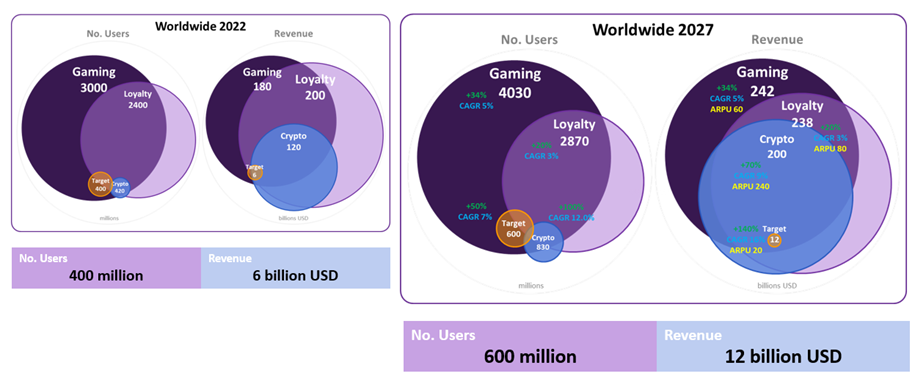 Worldwide 2022
No. Users
Revenue
Gaming
3000
Loyalty
2400
Target
400
Crypto
420
millions
Gaming
180
Loyalty
200
Crypto
120
Target
6
billions USD
No. Users
400 million
Revenue
6 billion USD
Worldwide 2027
No. Users
Revenue
Gaming
4030
+34%
CAGR 5%
Loyalty
2870
+20%
CAGR 3%
+50%
CAGR 7%
+100%
CAGR 12.0%
Target
600
Crypto
830
millions
Gaming
242
+34%
CAGR 5%
ARPU 60
Loyalty
238
+20%
CAGR 3%
ARPU 80
Crypto
200
ARPU 240
Target
12
ARPU 20
billions USD
No. Users
600 million
Revenue
12 billion USD